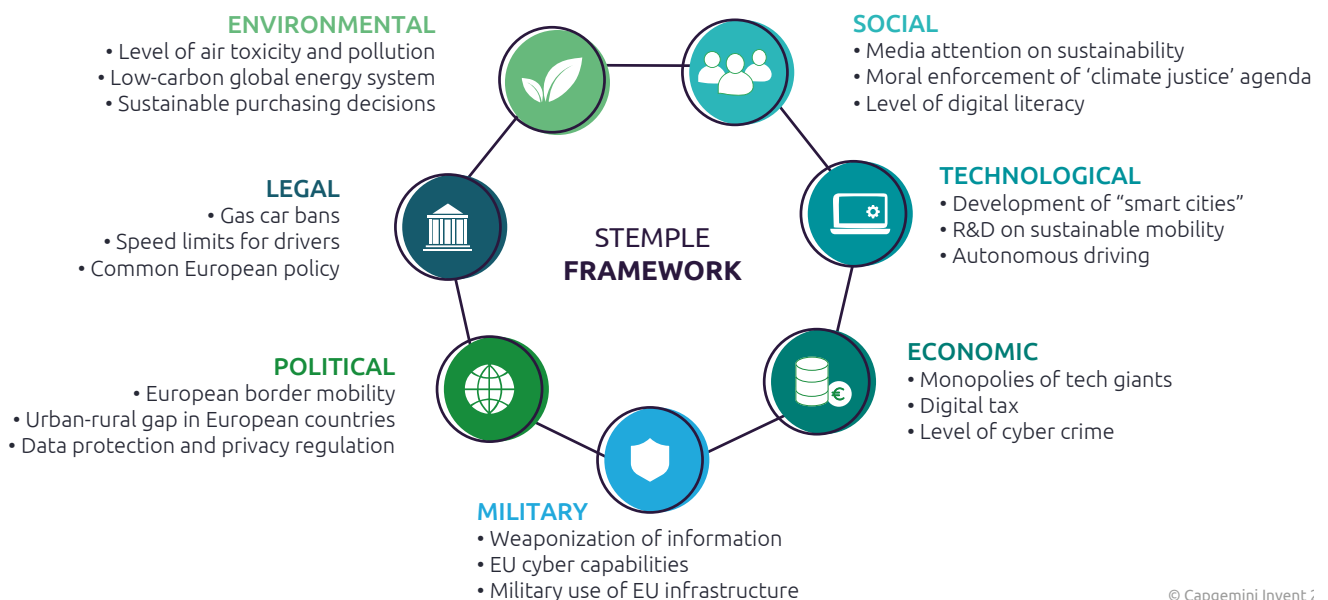 ENVIRONMENTAL
• Level of air toxicity and pollution
• Low-carbon global energy system
• Sustainable purchasing decisions
SOCIAL
• Media attention on sustainability
• Moral enforcement of ‘climate justice’ agenda
• Level of digital literacy
LEGAL
• Gas car bans
• Speed limits for drivers
• Common European policy
STEMPLE
FRAMEWORK
TECHNOLOGICAL
• Development of “smart cities”
• R&D on sustainable mobility
• Autonomous driving
POLITICAL
• European border mobility
• Urban-rural gap in European countries
• Data protection and privacy regulation
ECONOMIC
• Monopolies of tech giants
• Digital tax
• Level of cyber crime
€
MILITARY
• Weaponization of information
• EU cyber capabilities
• Military use of EU infrastructure
© Capgemini Invent